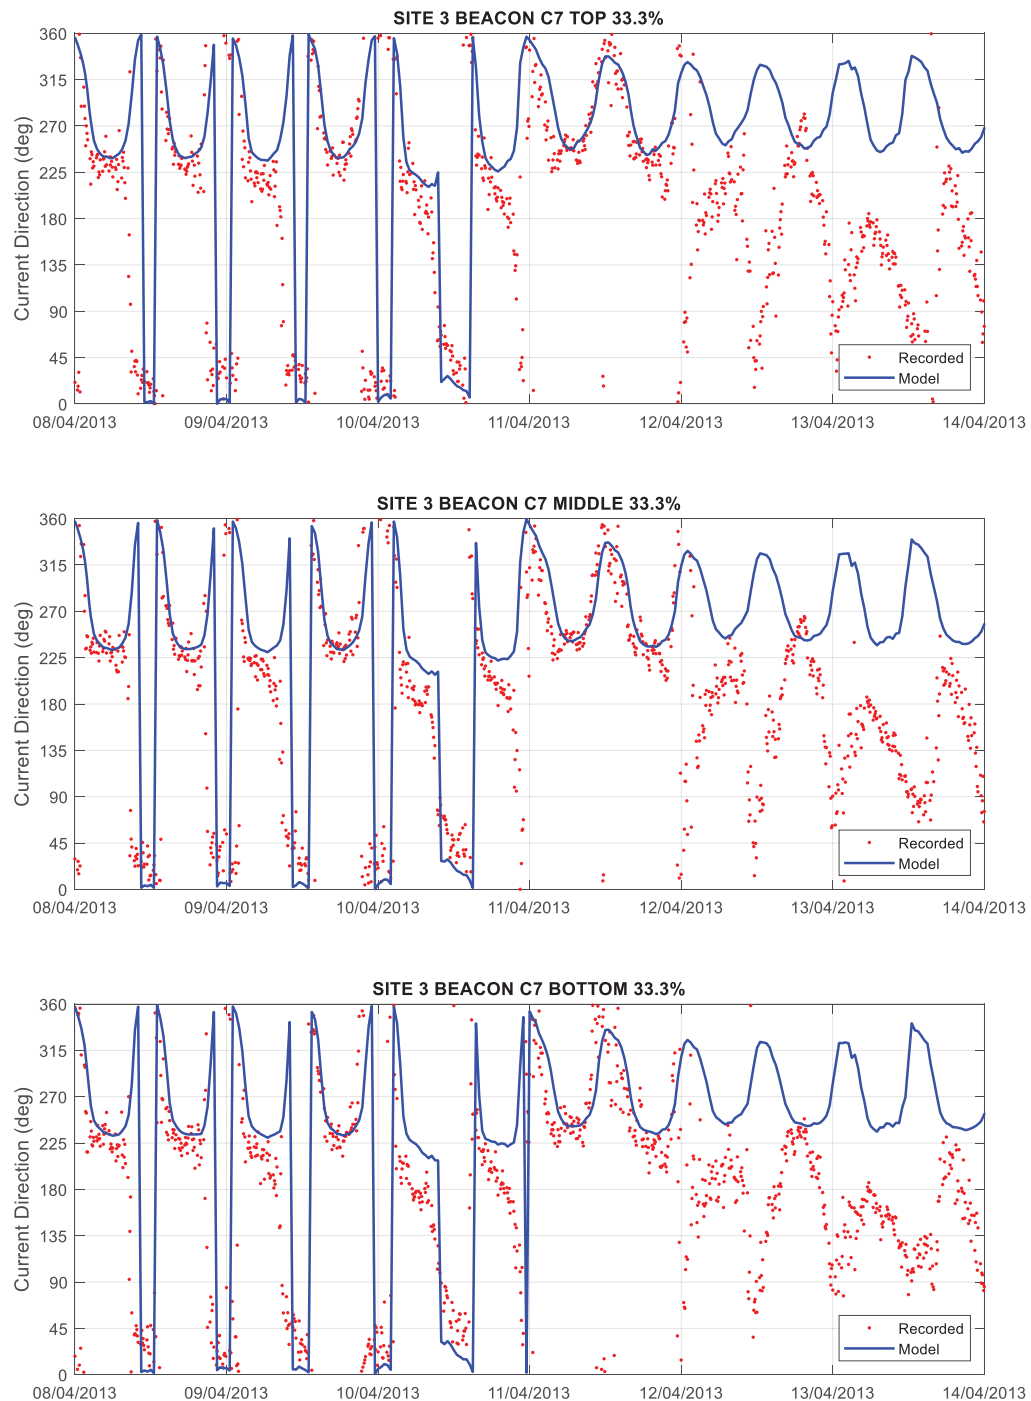 SITE 3 BEACON C7 TOP 33.3%
Current Direction (deg)
360
315
270
225
180
135
90
45
0
Recorded
Model
08/04/2013 09/04/2013 10/04/2013 11/04/2013 12/04/2013 13/04/2013 14/04/2013
SITE 3 BEACON C7 MIDDLE 33.3%
Current Direction (deg)
360
315
270
225
180
135
90
45
0
Recorded
Model
08/04/2013 09/04/2013 10/04/2013 11/04/2013 12/04/2013 13/04/2013 14/04/2013
SITE 3 BEACON C7 BOTTOM 33.3%
Current Direction (deg)
360
315
270
225
180
135
90
45
0
Recorded
Model
08/04/2013 09/04/2013 10/04/2013 11/04/2013 12/04/2013 13/04/2013 14/04/2013